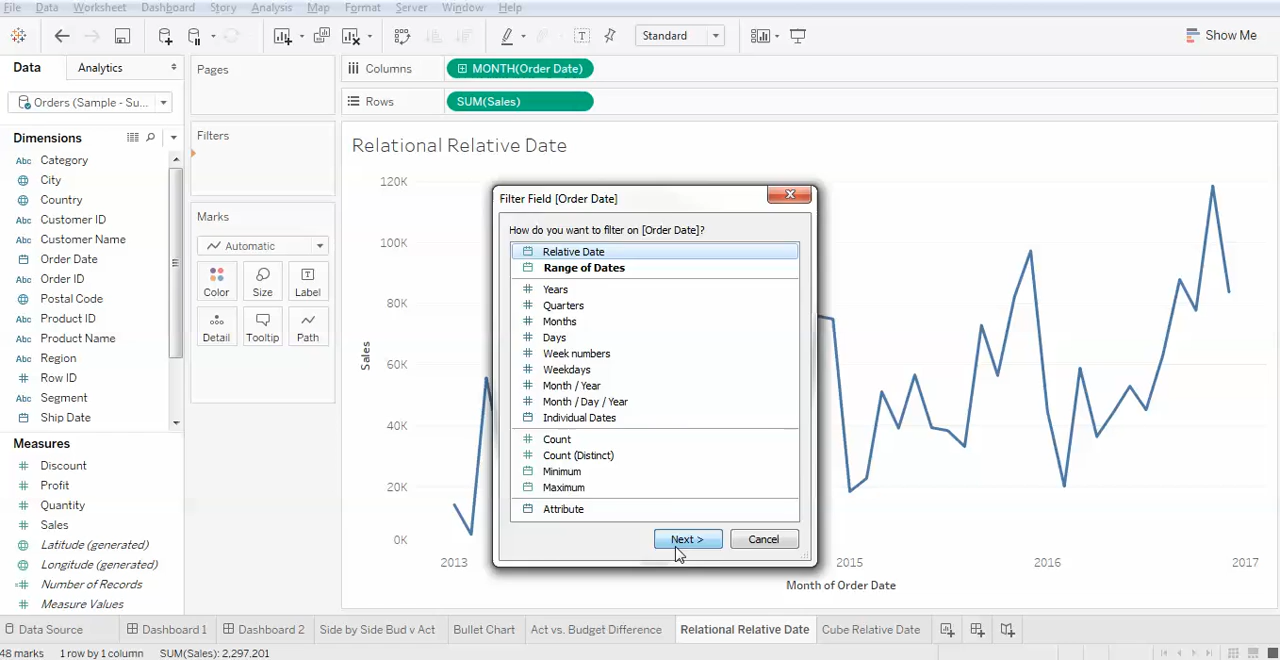 File Data Worksheet Dashboard Story Analysis Map Format Server Window Help
Standard
Show Me
Data
Analytics
Orders (Sample - Su...
Dimensions
Abc Category
City
Country
Abc Customer ID
Abc Customer Name
Order Date
Abc Order ID
Postal Code
Abc Product ID
Abc Product Name
Abc Region
# Row ID
Abc Segment
Ship Date
Measures
# Discount
# Profit
# Quantity
# Sales
Latitude (generated)
Longitude (generated)
Number of Records
# Measure Values
Pages
Filters
Marks
Automatic
Color Size Label
Detail Tooltip Path
Columns
MONTH(Order Date)
Rows
SUM(Sales)
Relational Relative Date
120K
100K
80K
60K
40K
20K
0K
Sales
2013 2015 2016 2017
Month of Order Date
Filter Field [Order Date]
How do you want to filter on [Order Date]?
Relative Date
Range of Dates
# Years
# Quarters
# Months
# Days
# Week numbers
# Weekdays
# Month / Year
# Month / Day / Year
Individual Dates
# Count
# Count (Distinct)
Minimum
Maximum
Attribute
Next >
Cancel
Data Source Dashboard 1 Dashboard 2 Side by Side Bud v Act Bullet Chart Act vs. Budget Difference Relational Relative Date Cube Relative Date
48 marks 1 row by 1 column SUM(Sales): 2,297,201